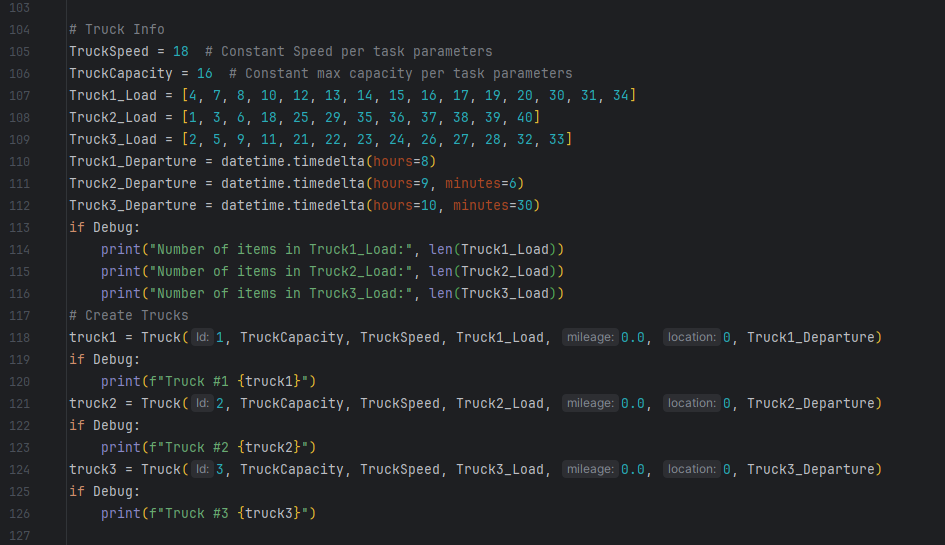 103
104 # Truck Info
105 TruckSpeed = 18  # Constant Speed per task parameters
106 TruckCapacity = 16  # Constant max capacity per task parameters
107 Truck1_Load = [4, 7, 8, 10, 12, 13, 14, 15, 16, 17, 19, 20, 30, 31, 34]
108 Truck2_Load = [1, 3, 6, 18, 25, 29, 35, 36, 37, 38, 39, 40]
109 Truck3_Load = [2, 5, 9, 11, 21, 22, 23, 24, 26, 27, 28, 32, 33]
110 Truck1_Departure = datetime.timedelta(hours=8)
111 Truck2_Departure = datetime.timedelta(hours=9, minutes=6)
112 Truck3_Departure = datetime.timedelta(hours=10, minutes=30)
113 if Debug:
114     print("Number of items in Truck1_Load:", len(Truck1_Load))
115     print("Number of items in Truck2_Load:", len(Truck2_Load))
116     print("Number of items in Truck3_Load:", len(Truck3_Load))
117 # Create Trucks
118 truck1 = Truck( Id: 1, TruckCapacity, TruckSpeed, Truck1_Load, mileage: 0.0, location: 0, Truck1_Departure)
119 if Debug:
120     print(f"Truck #1 {truck1}")
121 truck2 = Truck( Id: 2, TruckCapacity, TruckSpeed, Truck2_Load, mileage: 0.0, location: 0, Truck2_Departure)
122 if Debug:
123     print(f"Truck #2 {truck2}")
124 truck3 = Truck( Id: 3, TruckCapacity, TruckSpeed, Truck3_Load, mileage: 0.0, location: 0, Truck3_Departure)
125 if Debug:
126     print(f"Truck #3 {truck3}")
127